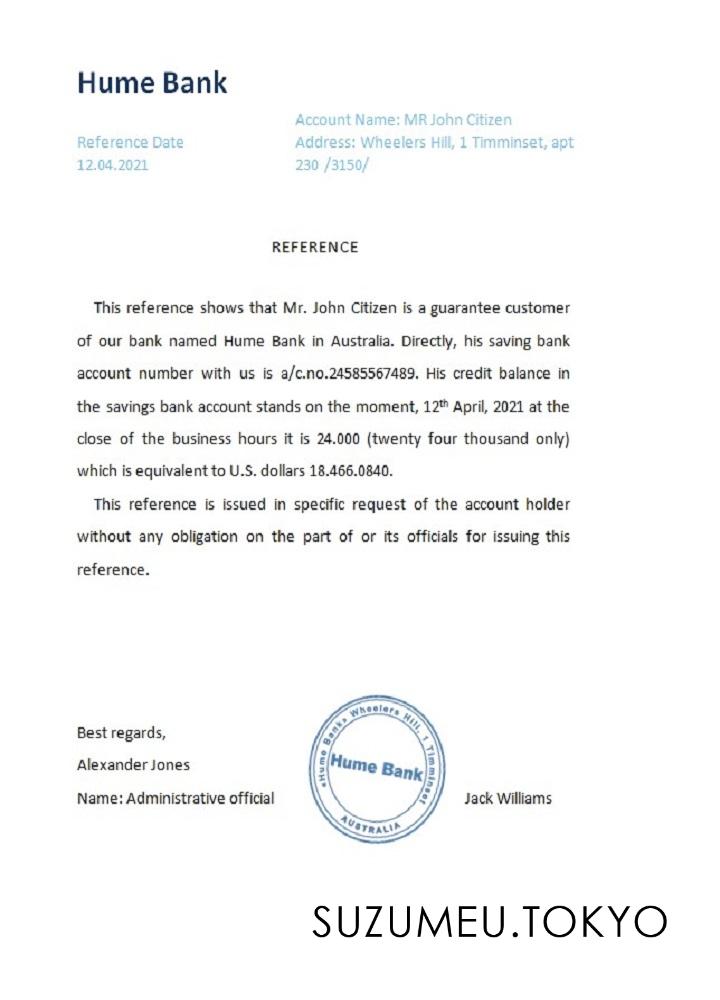 Hume Bank
Account Name: MR John Citizen
Reference Date
Address: Wheelers Hill, 1 Timminset, apt
12.04.2021
230 /3150/
REFERENCE
This reference shows that Mr. John Citizen is a guarantee customer
of our bank named Hume Bank in Australia. Directly, his saving bank
account number with us is a/c.no.24585567489. His credit balance in
the savings bank account stands on the moment, 12th April, 2021 at the
close of the business hours it is 24.000 (twenty four thousand only)
which is equivalent to U.S. dollars 18.466.0840.
This reference is issued in specific request of the account holder
without any obligation on the part of or its officials for issuing this
reference.
Best regards,
Alexander Jones
Name: Administrative official
«Hume Bank» Wheelers Hill, 1 Timminset
Hume Bank
AUSTRALIA
Jack Williams
SUZUMEU.TOKYO